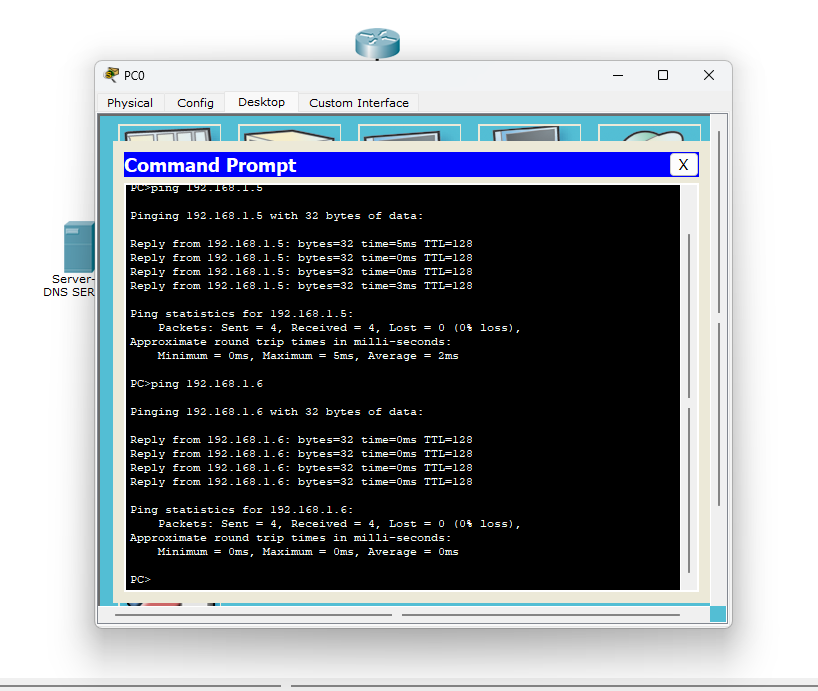 PC0
Physical Config Desktop Custom Interface
Command Prompt
X
PC>ping 192.168.1.5
Pinging 192.168.1.5 with 32 bytes of data:
Reply from 192.168.1.5: bytes=32 time=5ms TTL=128
Reply from 192.168.1.5: bytes=32 time=0ms TTL=128
Reply from 192.168.1.5: bytes=32 time=0ms TTL=128
Reply from 192.168.1.5: bytes=32 time=3ms TTL=128
Ping statistics for 192.168.1.5:
Packets: Sent = 4, Received = 4, Lost = 0 (0% loss),
Approximate round trip times in milli-seconds:
Minimum = 0ms, Maximum = 5ms, Average = 2ms
PC>ping 192.168.1.6
Pinging 192.168.1.6 with 32 bytes of data:
Reply from 192.168.1.6: bytes=32 time=0ms TTL=128
Reply from 192.168.1.6: bytes=32 time=0ms TTL=128
Reply from 192.168.1.6: bytes=32 time=0ms TTL=128
Reply from 192.168.1.6: bytes=32 time=0ms TTL=128
Ping statistics for 192.168.1.6:
Packets: Sent = 4, Received = 4, Lost = 0 (0% loss),
Approximate round trip times in milli-seconds:
Minimum = 0ms, Maximum = 0ms, Average = 0ms
PC>
Server-
DNS SER